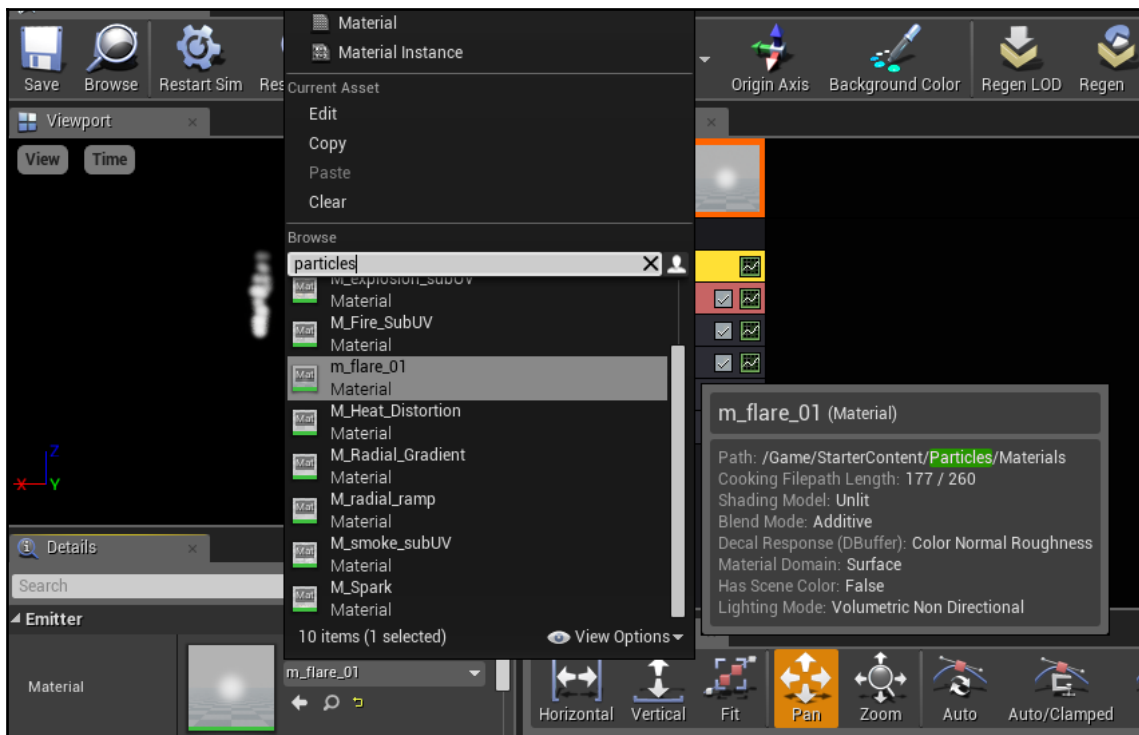 Material
Material Instance
Save
Browse
Restart Sim
Res
Origin Axis
Background Color
Regen LOD
Regen
Current Asset
Edit
Copy
Paste
Clear
Viewport
View
Time
Browse
particles
M_explosion_subUV
Material
M_Fire_SubUV
Material
m_flare_01
Material
M_Heat_Distortion
Material
M_Radial_Gradient
Material
M_radial_ramp
Material
M_smoke_subUV
Material
M_Spark
Material
10 items (1 selected)
View Options
m_flare_01 (Material)
Path: /Game/StarterContent/Particles/Materials
Cooking Filepath Length: 177 / 260
Shading Model: Unlit
Blend Mode: Additive
Decal Response (DBuffer): Color Normal Roughness
Material Domain: Surface
Has Scene Color: False
Lighting Mode: Volumetric Non Directional
Z
X Y
Details
Search
Emitter
Material
m_flare_01
Horizontal
Vertical
Fit
Pan
Zoom
Auto
Auto/Clamped